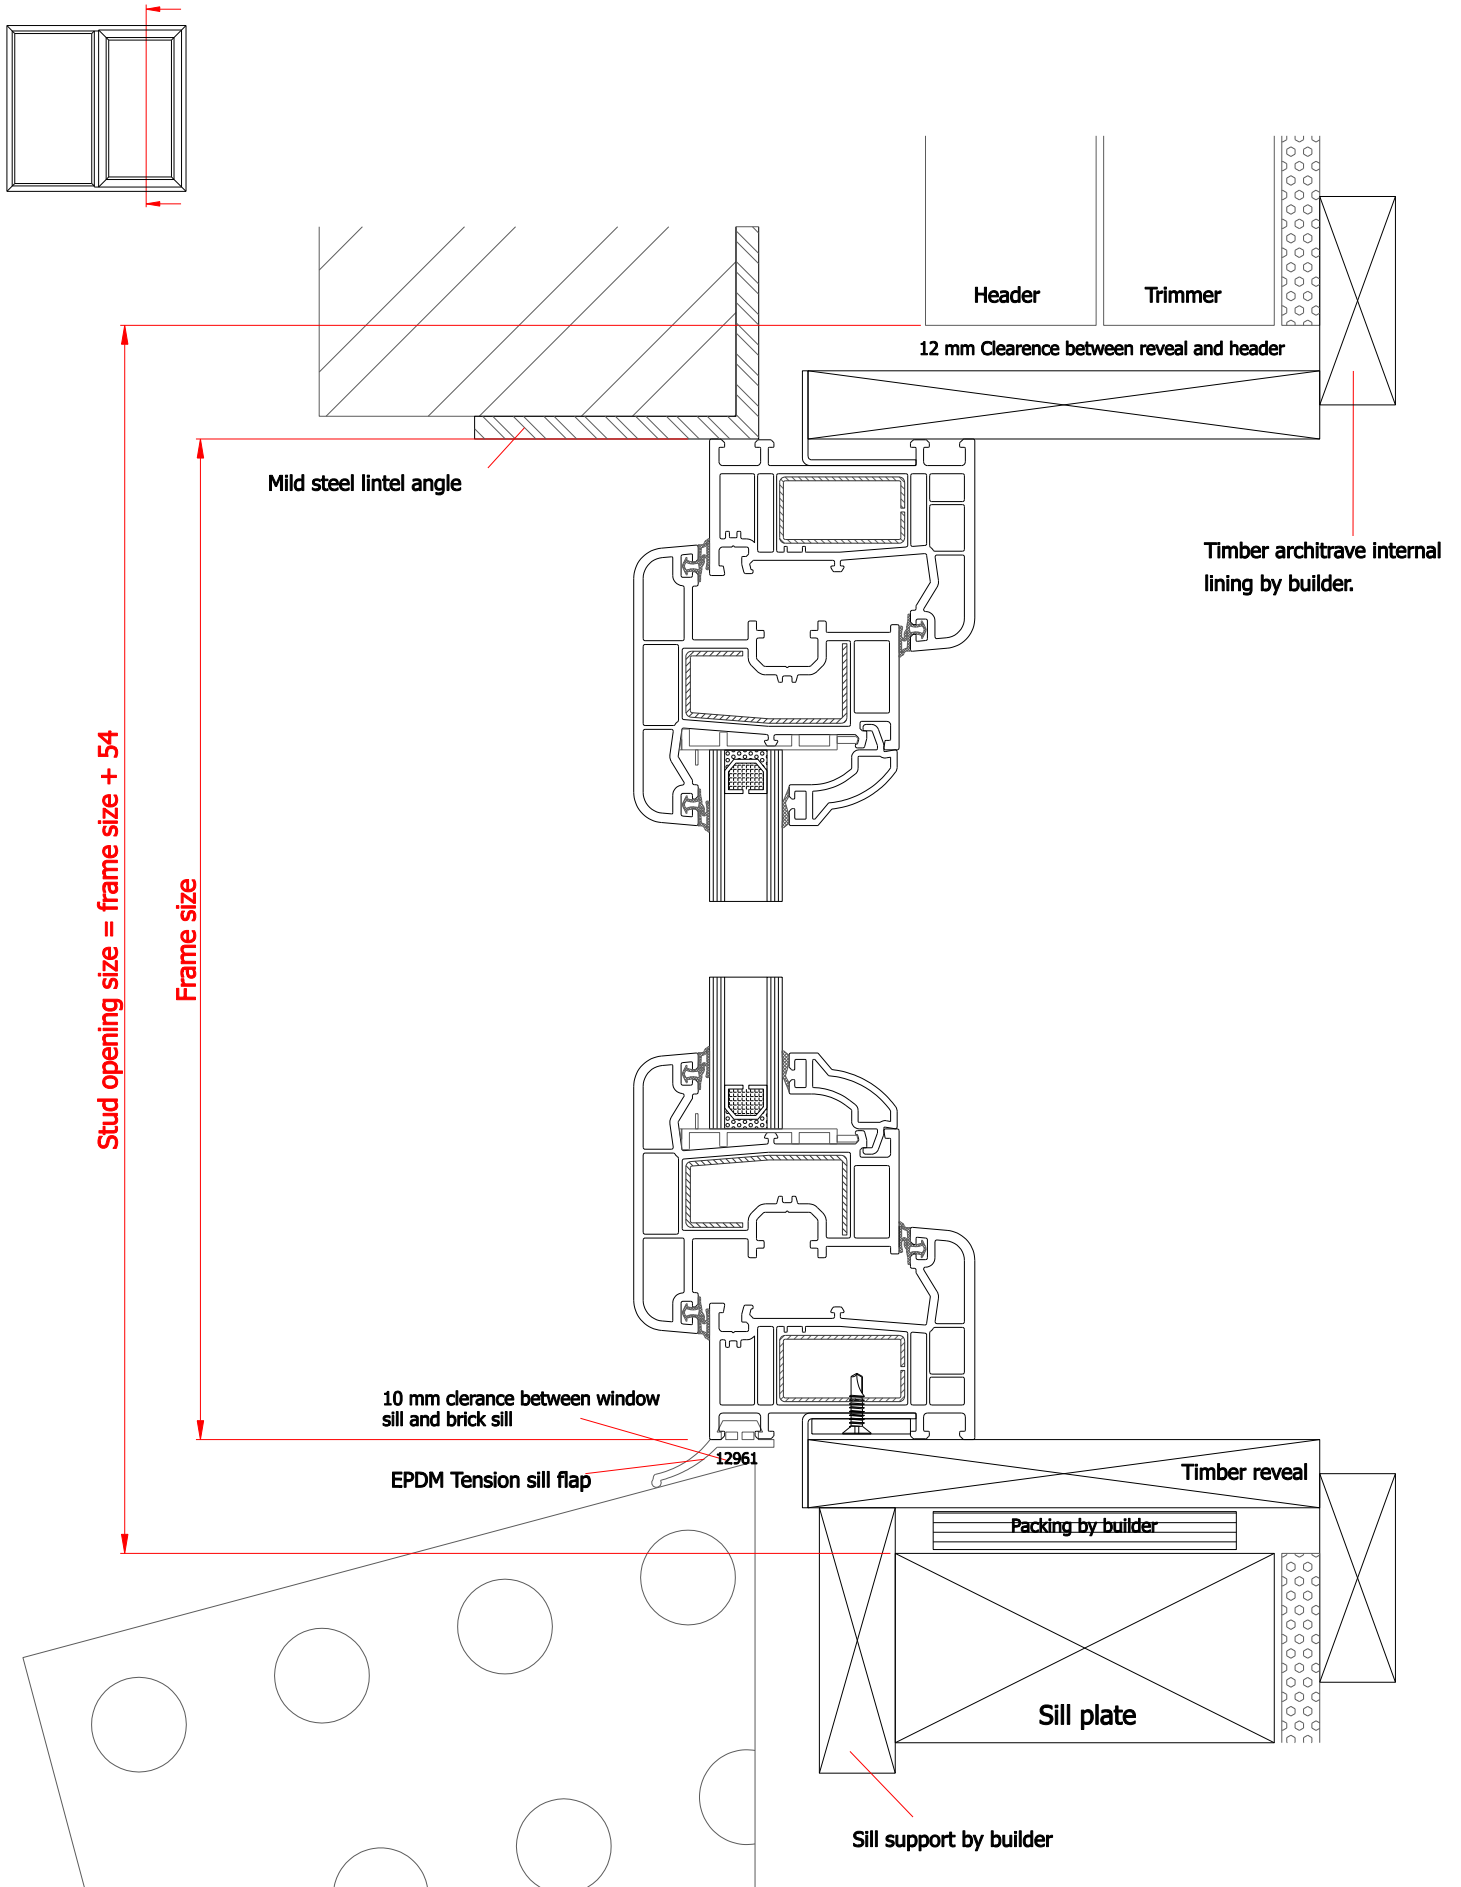 Header
Trimmer
12 mm Clearence between reveal and header
Mild steel lintel angle
Timber architrave internal
lining by builder.
Stud opening size = frame size + 54
Frame size
10 mm clerance between window
sill and brick sill
12961
EPDM Tension sill flap
Timber reveal
Packing by builder
Sill plate
Sill support by builder